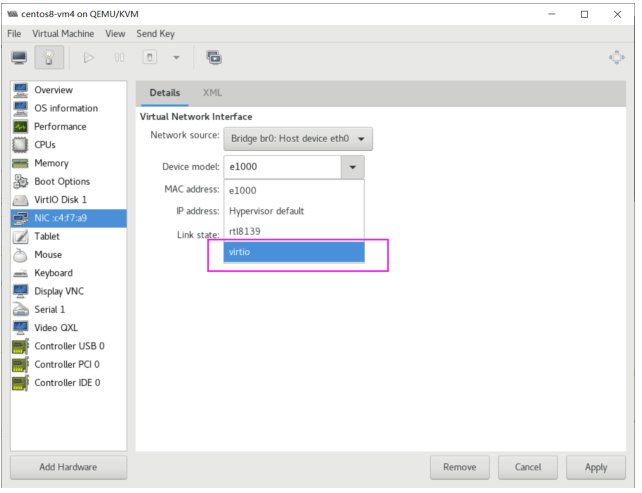 centos8-vm4 on QEMU/KVM
File Virtual Machine View Send Key
Overview
OS information
Performance
CPUs
Memory
Boot Options
VirtIO Disk 1
NIC :c4:f7:a9
Tablet
Mouse
Keyboard
Display VNC
Serial 1
Video QXL
Controller USB 0
Controller PCI 0
Controller IDE 0
Add Hardware
Details XML
Virtual Network Interface
Network source: Bridge br0: Host device eth0
Device model: e1000
MAC address: e1000
IP address: Hypervisor default
Link state: rtl8139
virtio
Remove Cancel Apply